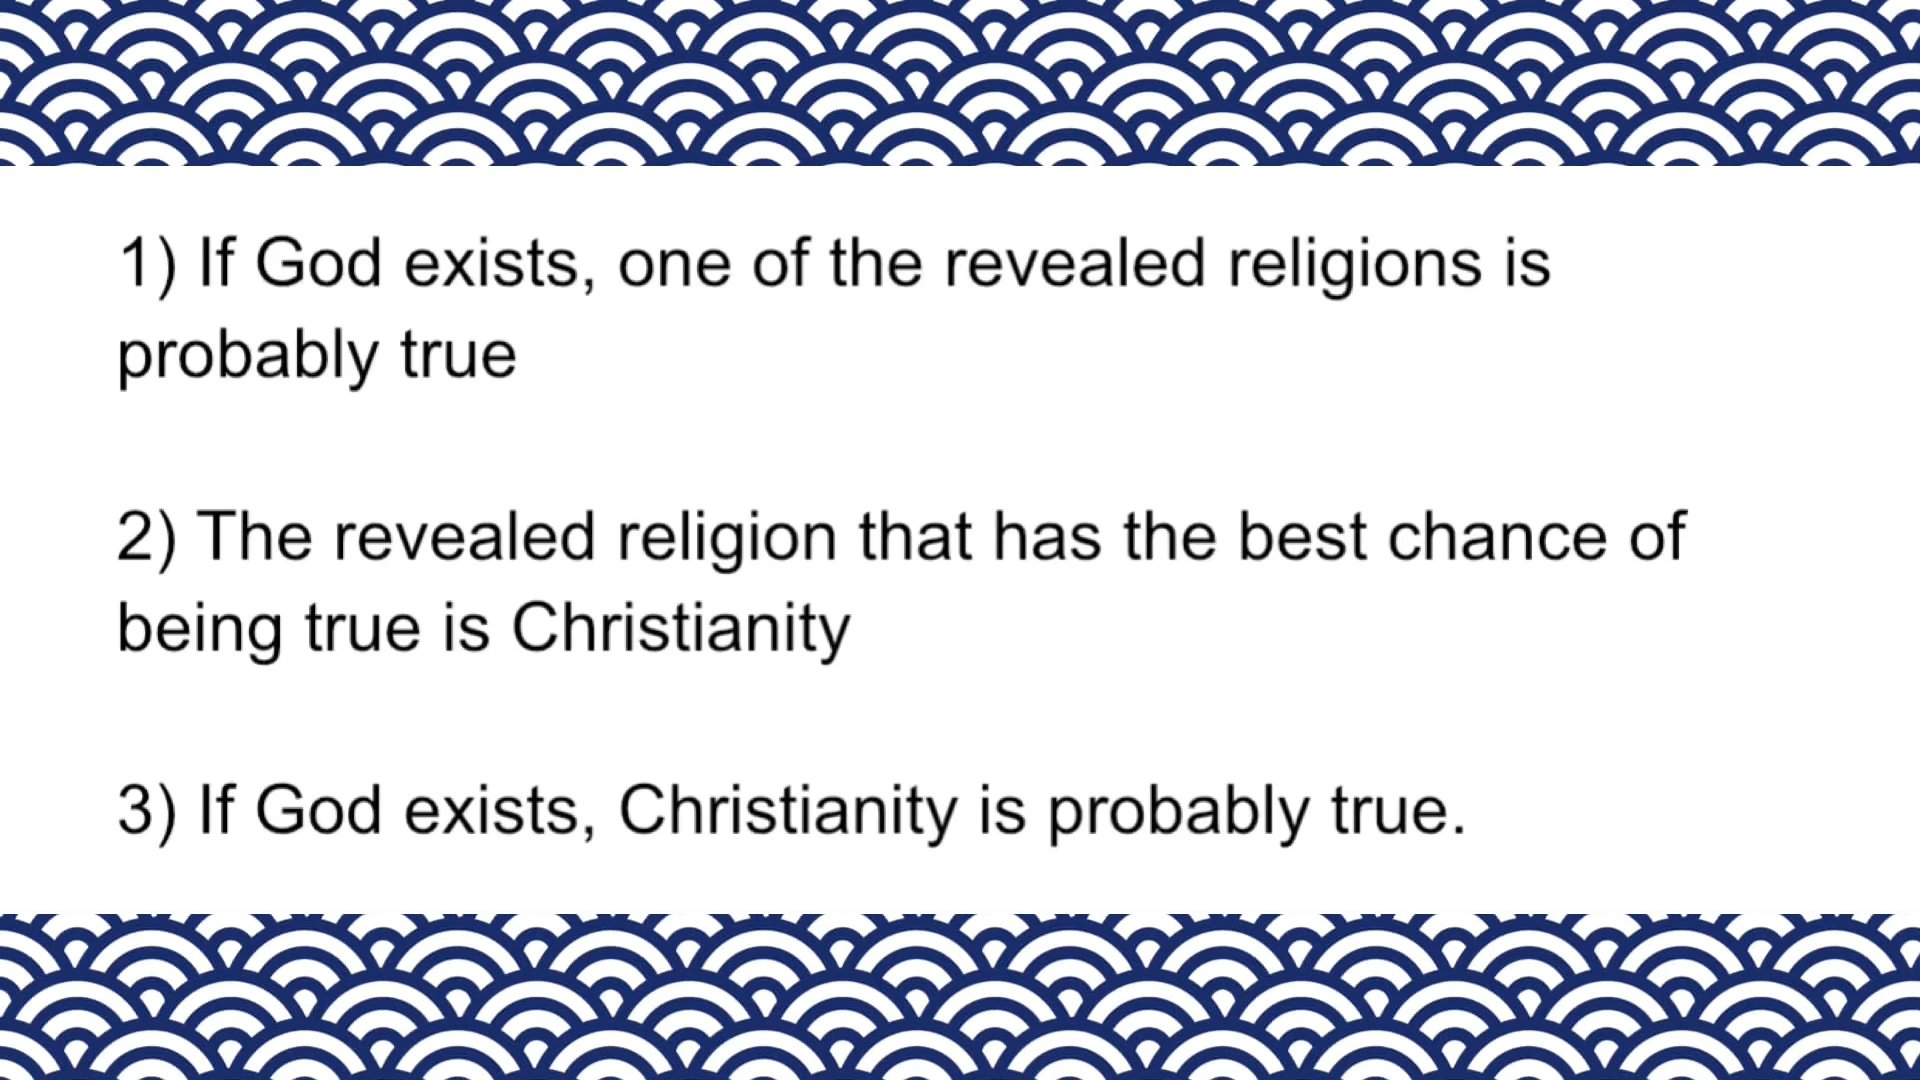 1) If God exists, one of the revealed religions is
probably true
2) The revealed religion that has the best chance of
being true is Christianity
3) If God exists, Christianity is probably true.